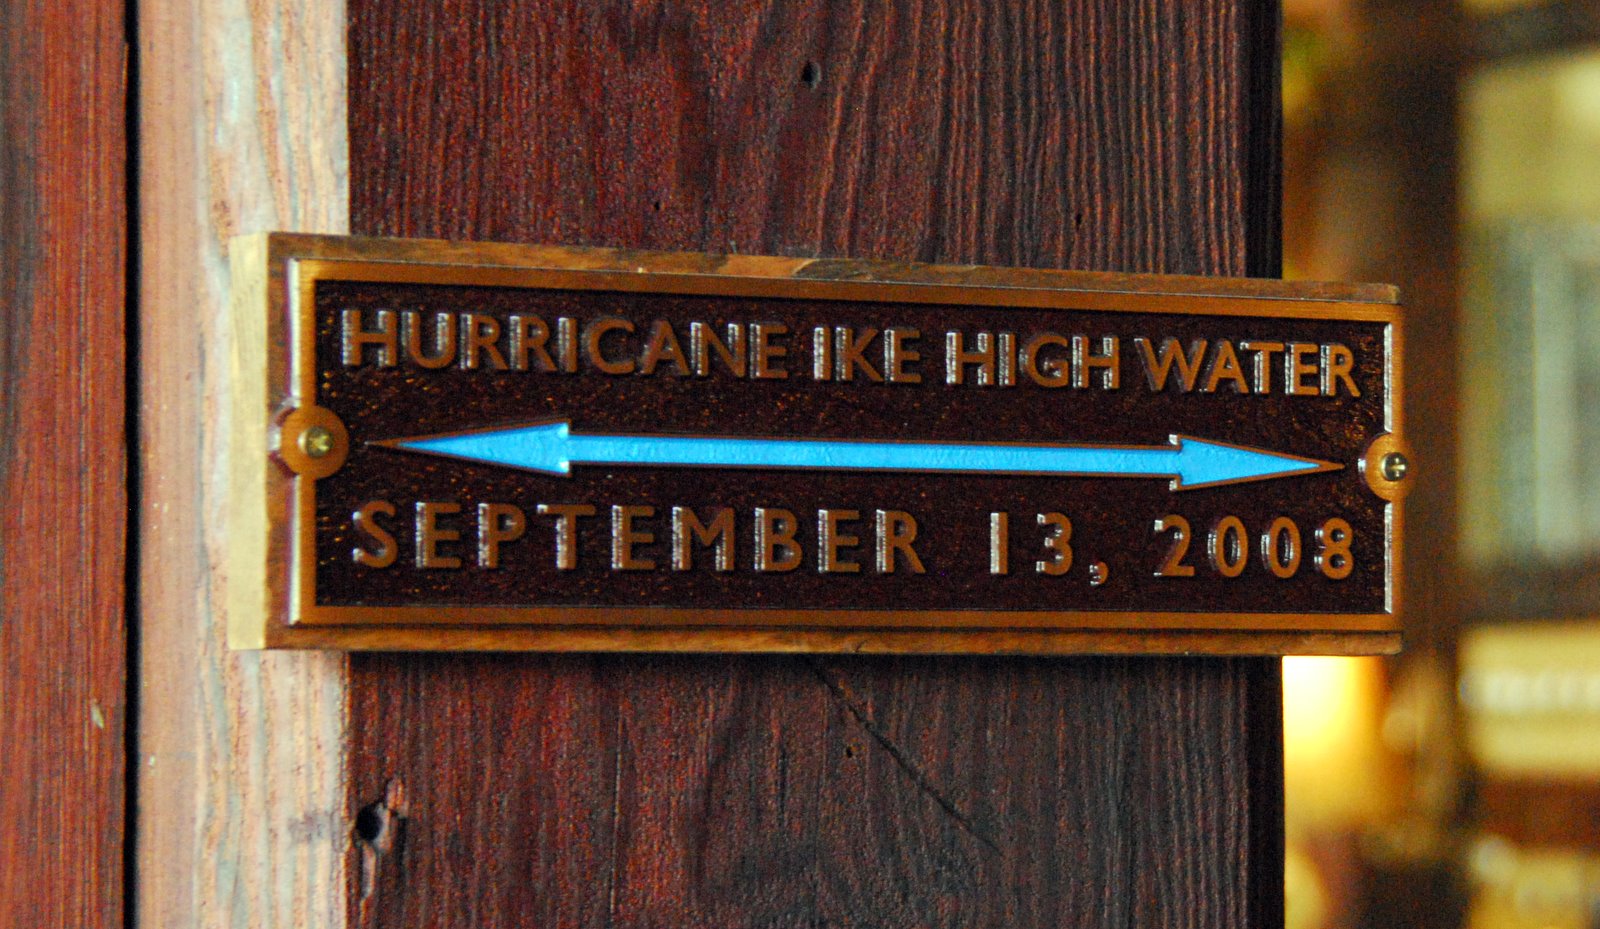 HURRICANE IKE HIGH WATER
SEPTEMBER 13, 2008